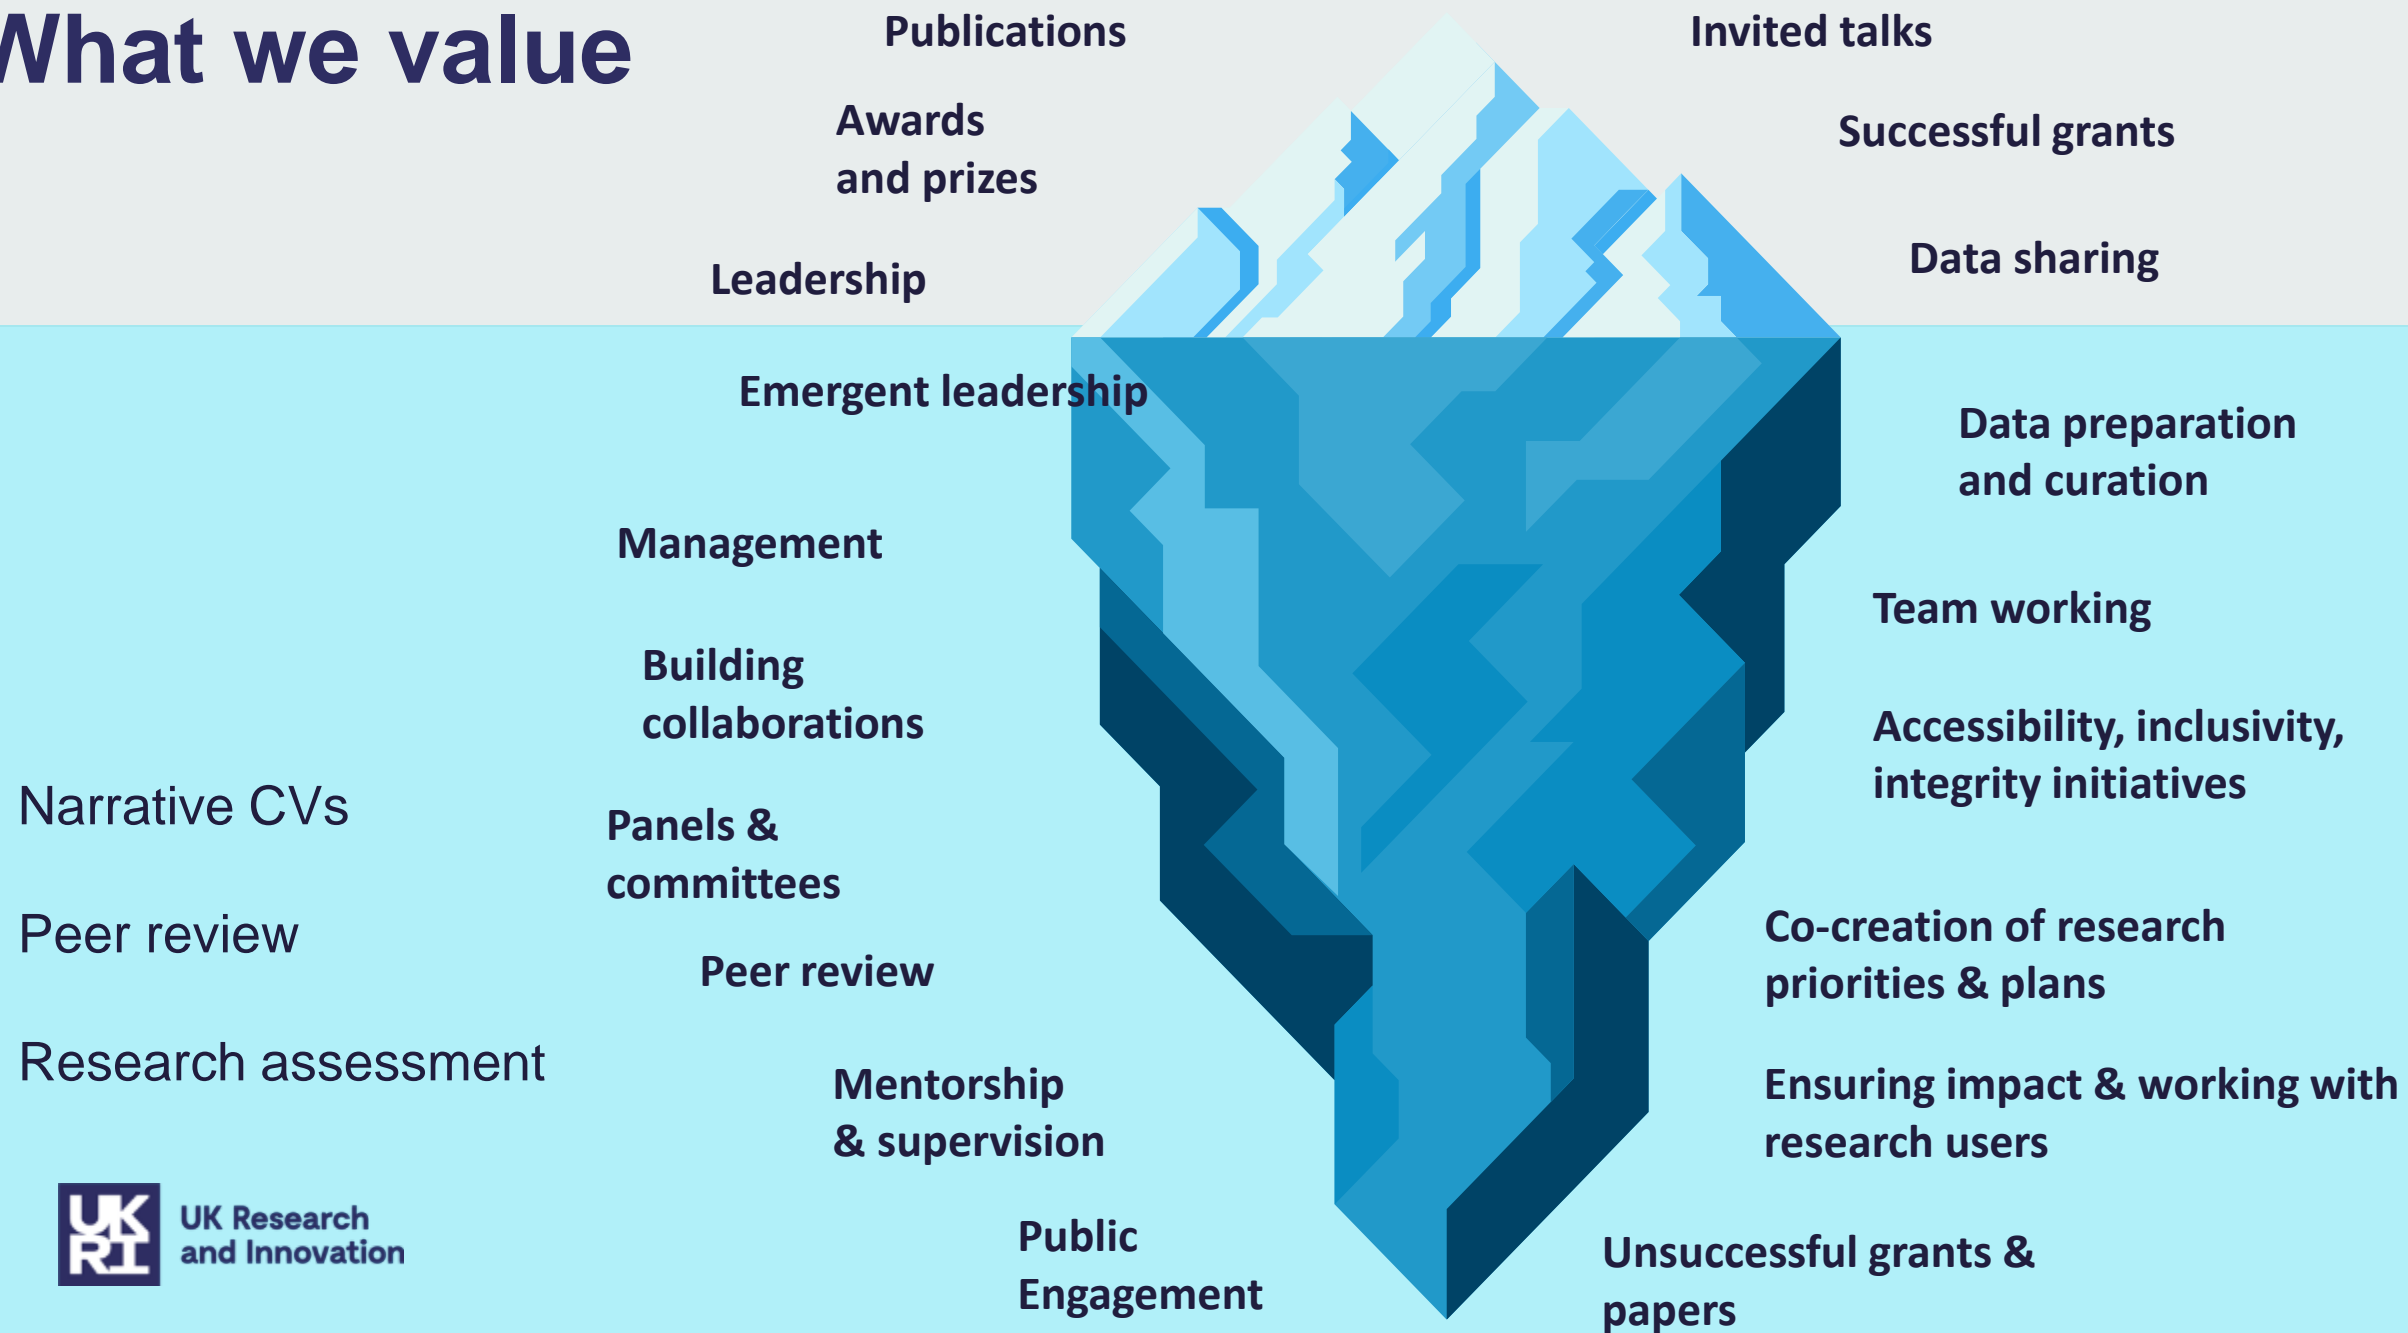 What we value
Publications
Invited talks
Awards
and prizes
Successful grants
Leadership
Data sharing
Emergent leadership
Data preparation
and curation
Management
Team working
Building
collaborations
Accessibility, inclusivity,
integrity initiatives
Narrative CVs
Peer review
Research assessment
Panels &
committees
Peer review
Co-creation of research
priorities & plans
Mentorship
& supervision
Ensuring impact & working with
research users
Public
Engagement
Unsuccessful grants &
papers
UK
RI
UK Research
and Innovation